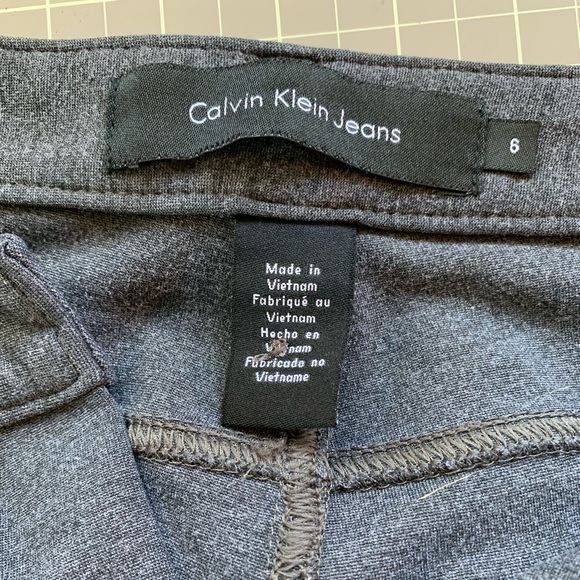 Calvin Klein Jeans
6
Made in
Vietnam
Fabriqué au
Vietnam
Hecho en
Vietnam
Fabricado no
Vietname